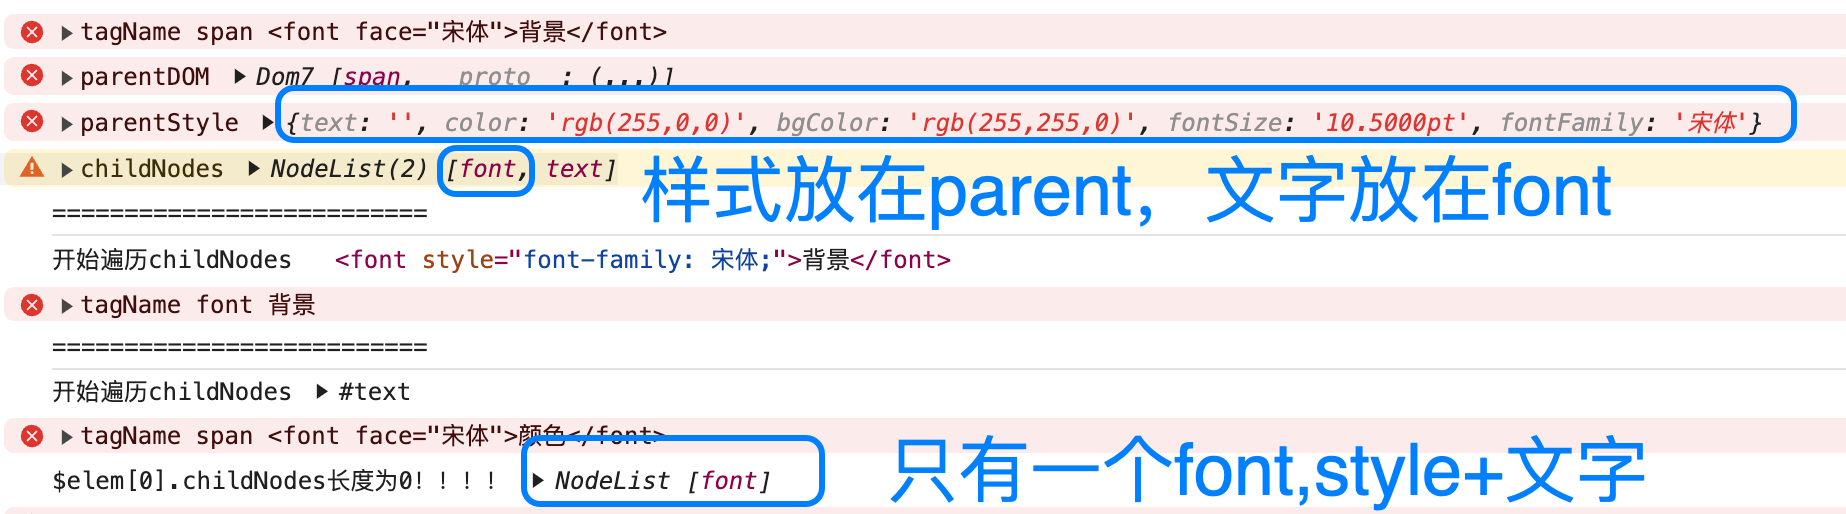 tagName span <font face="宋体">背景</font>
parentDOM ▶Dom7 [span, __proto__: (...)]
parentStyle ▶{text: '', color: 'rgb(255,0,0)', bgColor: 'rgb(255,255,0)', fontSize: '10.5000pt', fontFamily: '宋体'}
childNodes ▶NodeList(2) [font, text]
样式放在parent，文字放在font
==========================
开始遍历childNodes <font style="font-family: 宋体;">背景</font>
tagName font 背景
==========================
开始遍历childNodes ▶#text
tagName span <font face="宋体">颜色</font>
$elem[0].childNodes长度为0！！！！ ▶NodeList [font]
只有一个font,style+文字